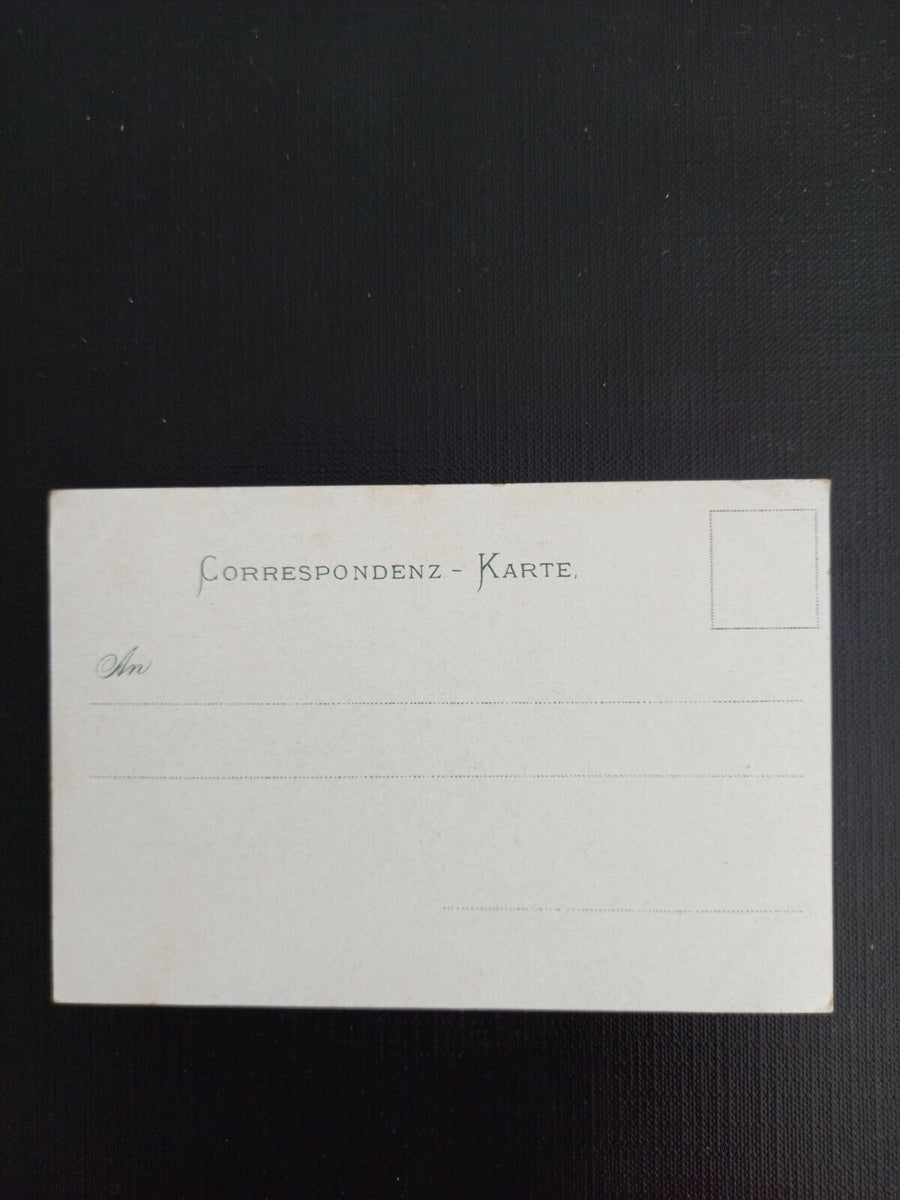 Correspondenz - Karte,
An